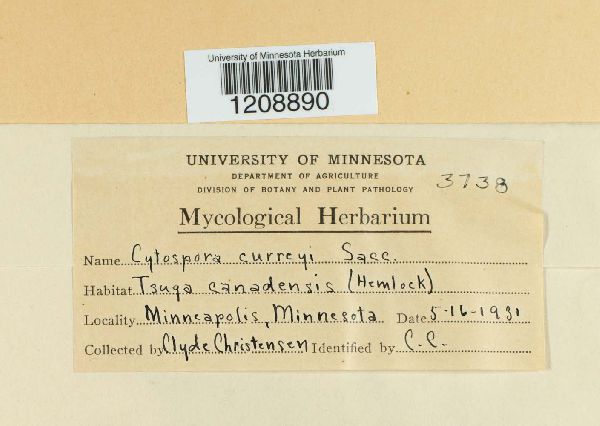 University of Minnesota Herbarium
1208890
UNIVERSITY OF MINNESOTA
DEPARTMENT OF AGRICULTURE
DIVISION OF BOTANY AND PLANT PATHOLOGY
3738
Mycological Herbarium
Name Cytospora curreyi Sacc.
Habitat Tsuga canadensis (Hemlock)
Locality Minneapolis, Minnesota Date 5-16-1931
Collected by Clyde Christensen Identified by C.C.